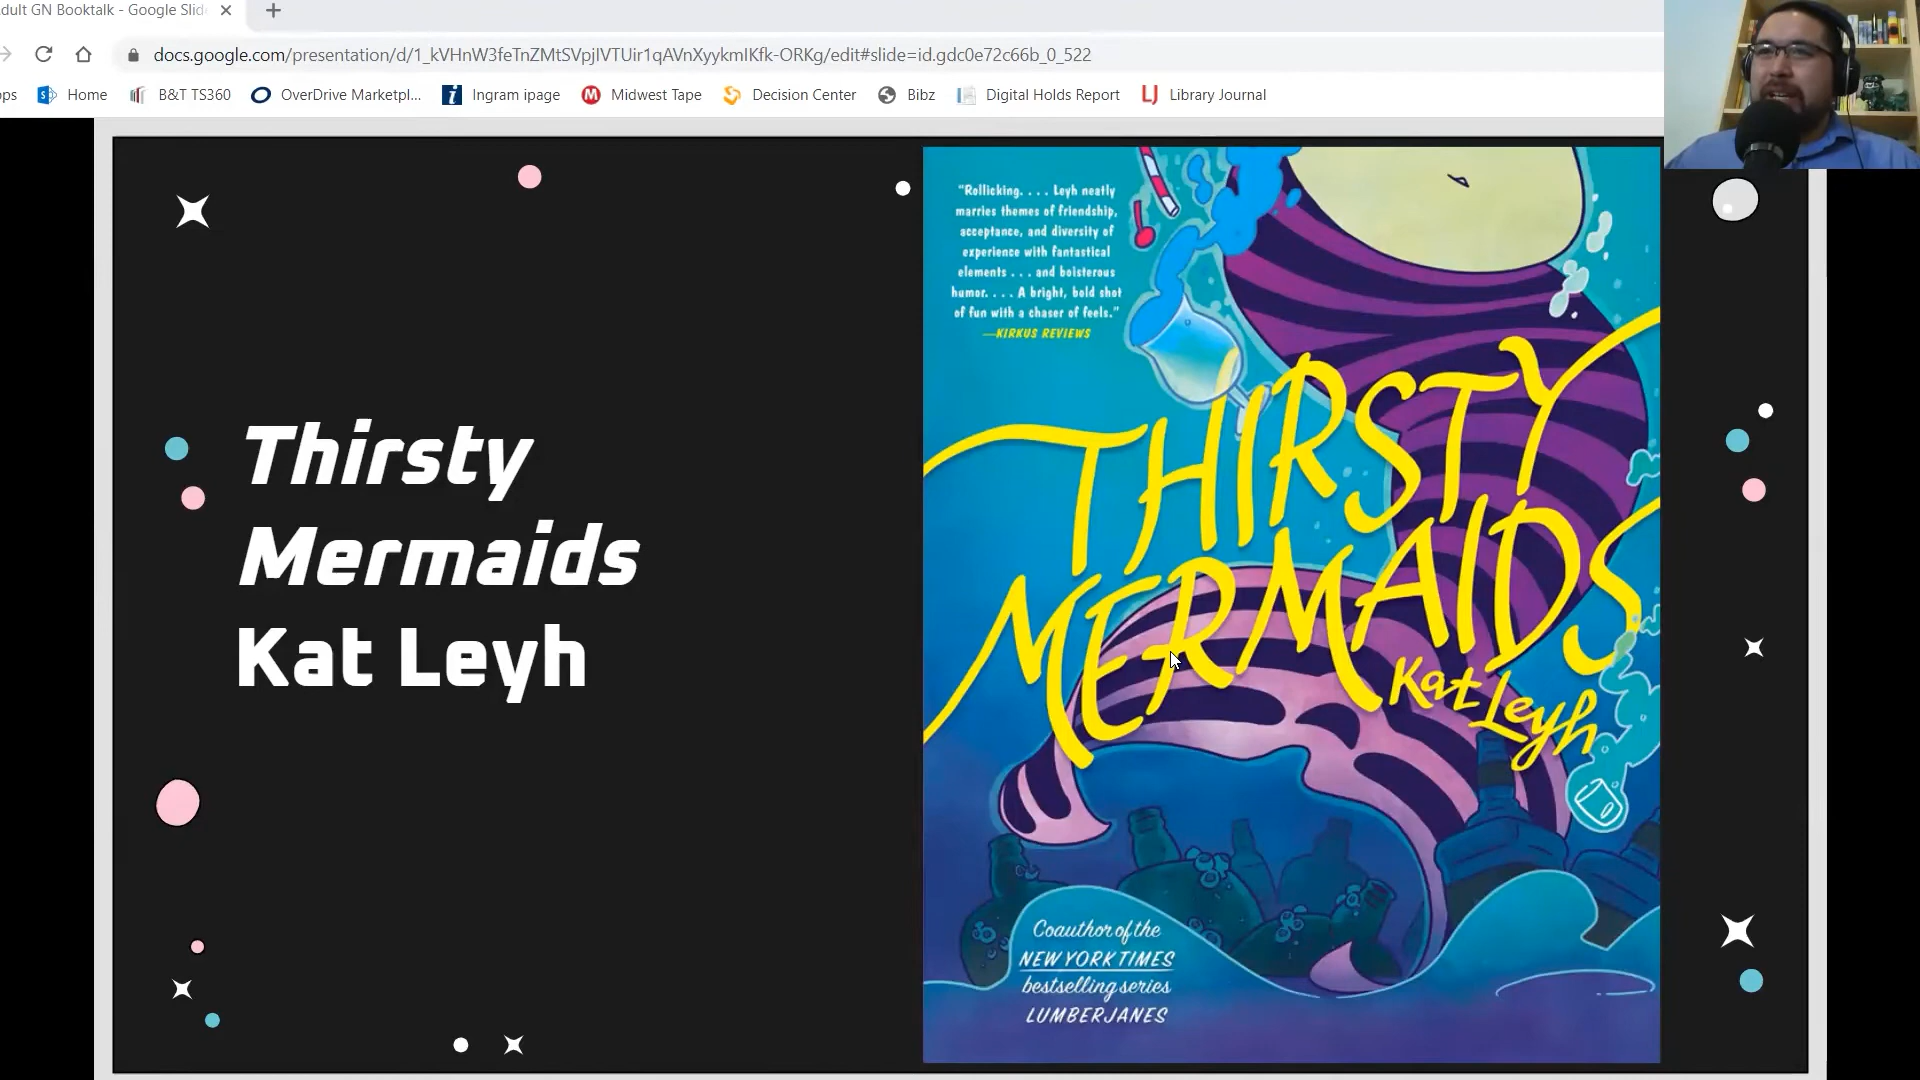 dult GN Booktalk - Google Slid
docs.google.com/presentation/d/1_kVHnW3feTnZMtSVpjlVTUir1qAVnXyykmIKfk-ORKg/edit#slide=id.gdc0e72c66b_0_522
ps Home B&T TS360 OverDrive Marketpl... Ingram ipage Midwest Tape Decision Center Bibz Digital Holds Report Library Journal
Thirsty
Mermaids
Kat Leyh
"Rollicking. . . . Leyh neatly
marries themes of friendship,
acceptance, and diversity of
experience with fantastical
elements . . . and boisterous
humor. . . . A bright, bold shot
of fun with a chaser of feels."
—KIRKUS REVIEWS
THIRSTY
MERMAIDS
Kat Leyh
Coauthor of the
NEW YORK TIMES
bestselling series
LUMBERJANES